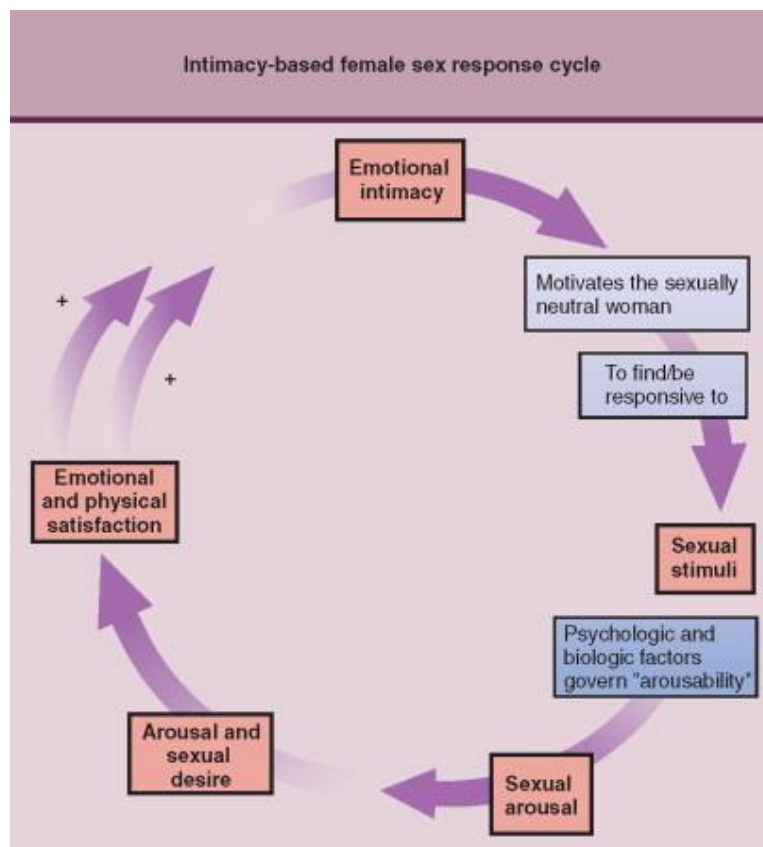 Intimacy-based female sex response cycle
Emotional
intimacy
Motivates the sexually
neutral woman
To find/be
responsive to
Sexual
stimuli
Psychologic and
biologic factors
govern "arousability"
Sexual
arousal
Arousal and
sexual
desire
Emotional
and physical
satisfaction
+
+